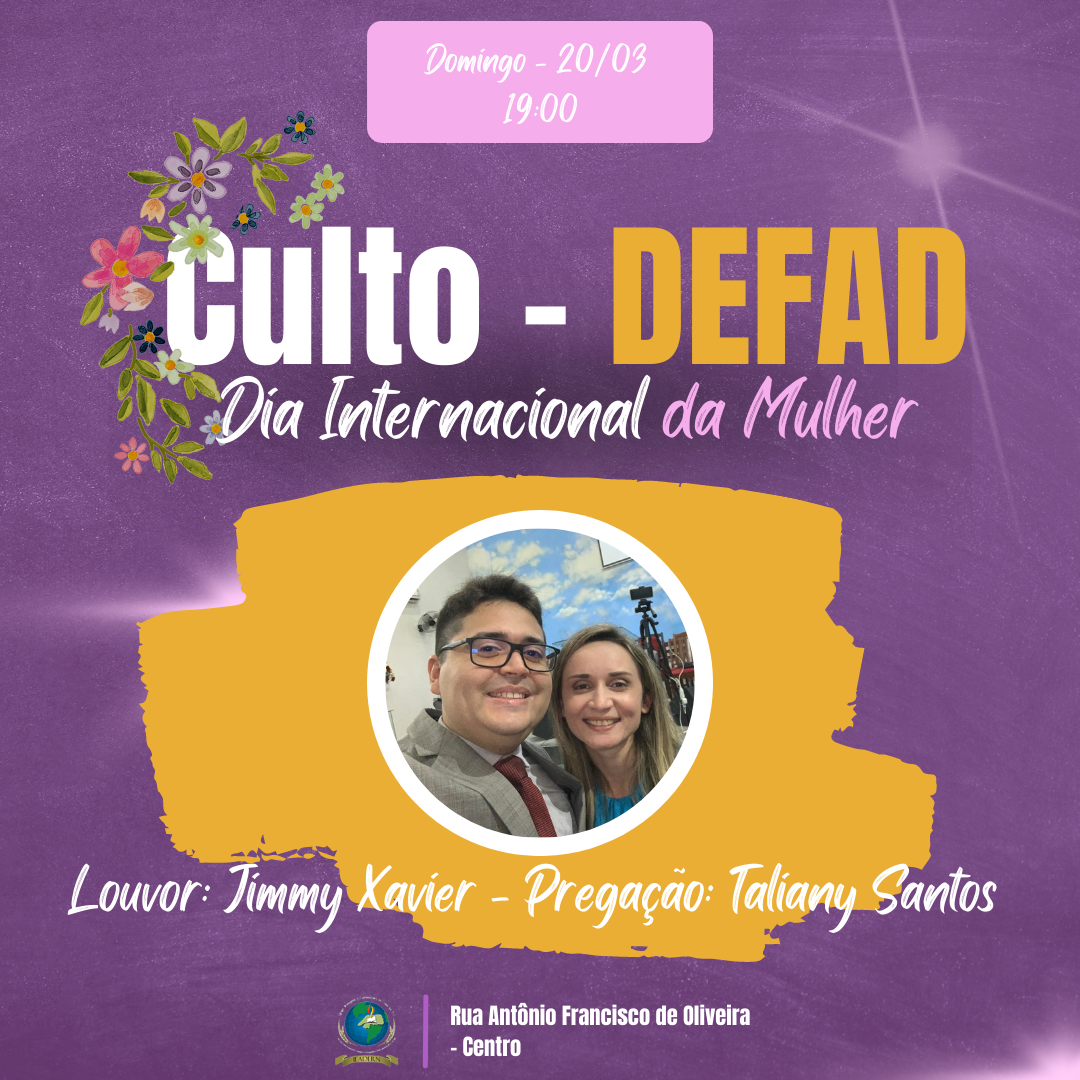 Domingo - 20/03
19:00
Culto - DEFAD
Dia Internacional da Mulher
Louvor: Jimmy Xavier - Pregação: Taliany Santos
Rua Antônio Francisco de Oliveira
- Centro